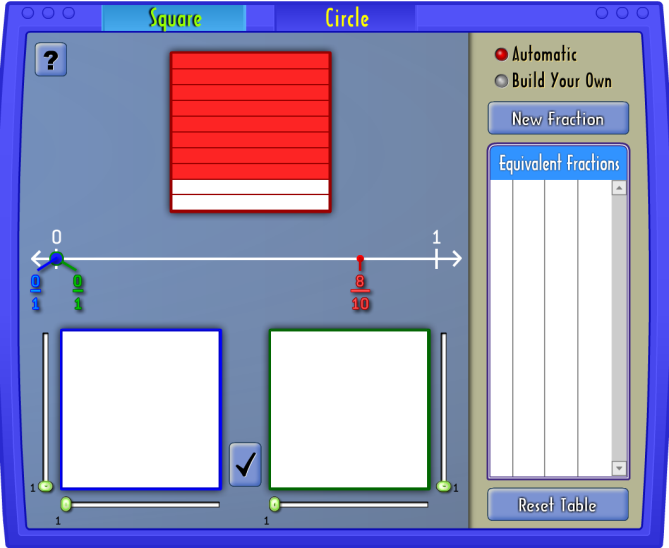 Square
Circle
?
Automatic
Build Your Own
New Fraction
Equivalent Fractions
0
1
0
1
0
1
8
10
1
1
1
1
Reset Table